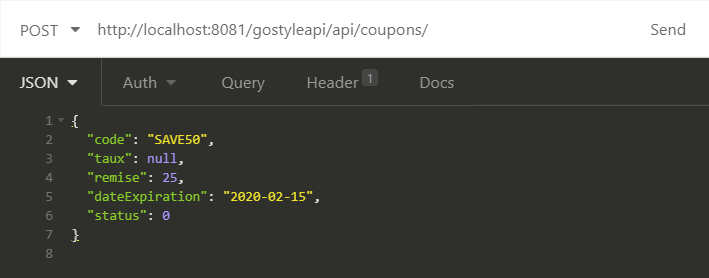 POST http://localhost:8081/gostyleapi/api/coupons/ Send
JSON Auth Query Header 1 Docs
1 {
2 "code": "SAVE50",
3 "taux": null,
4 "remise": 25,
5 "dateExpiration": "2020-02-15",
6 "status": 0
7 }
8